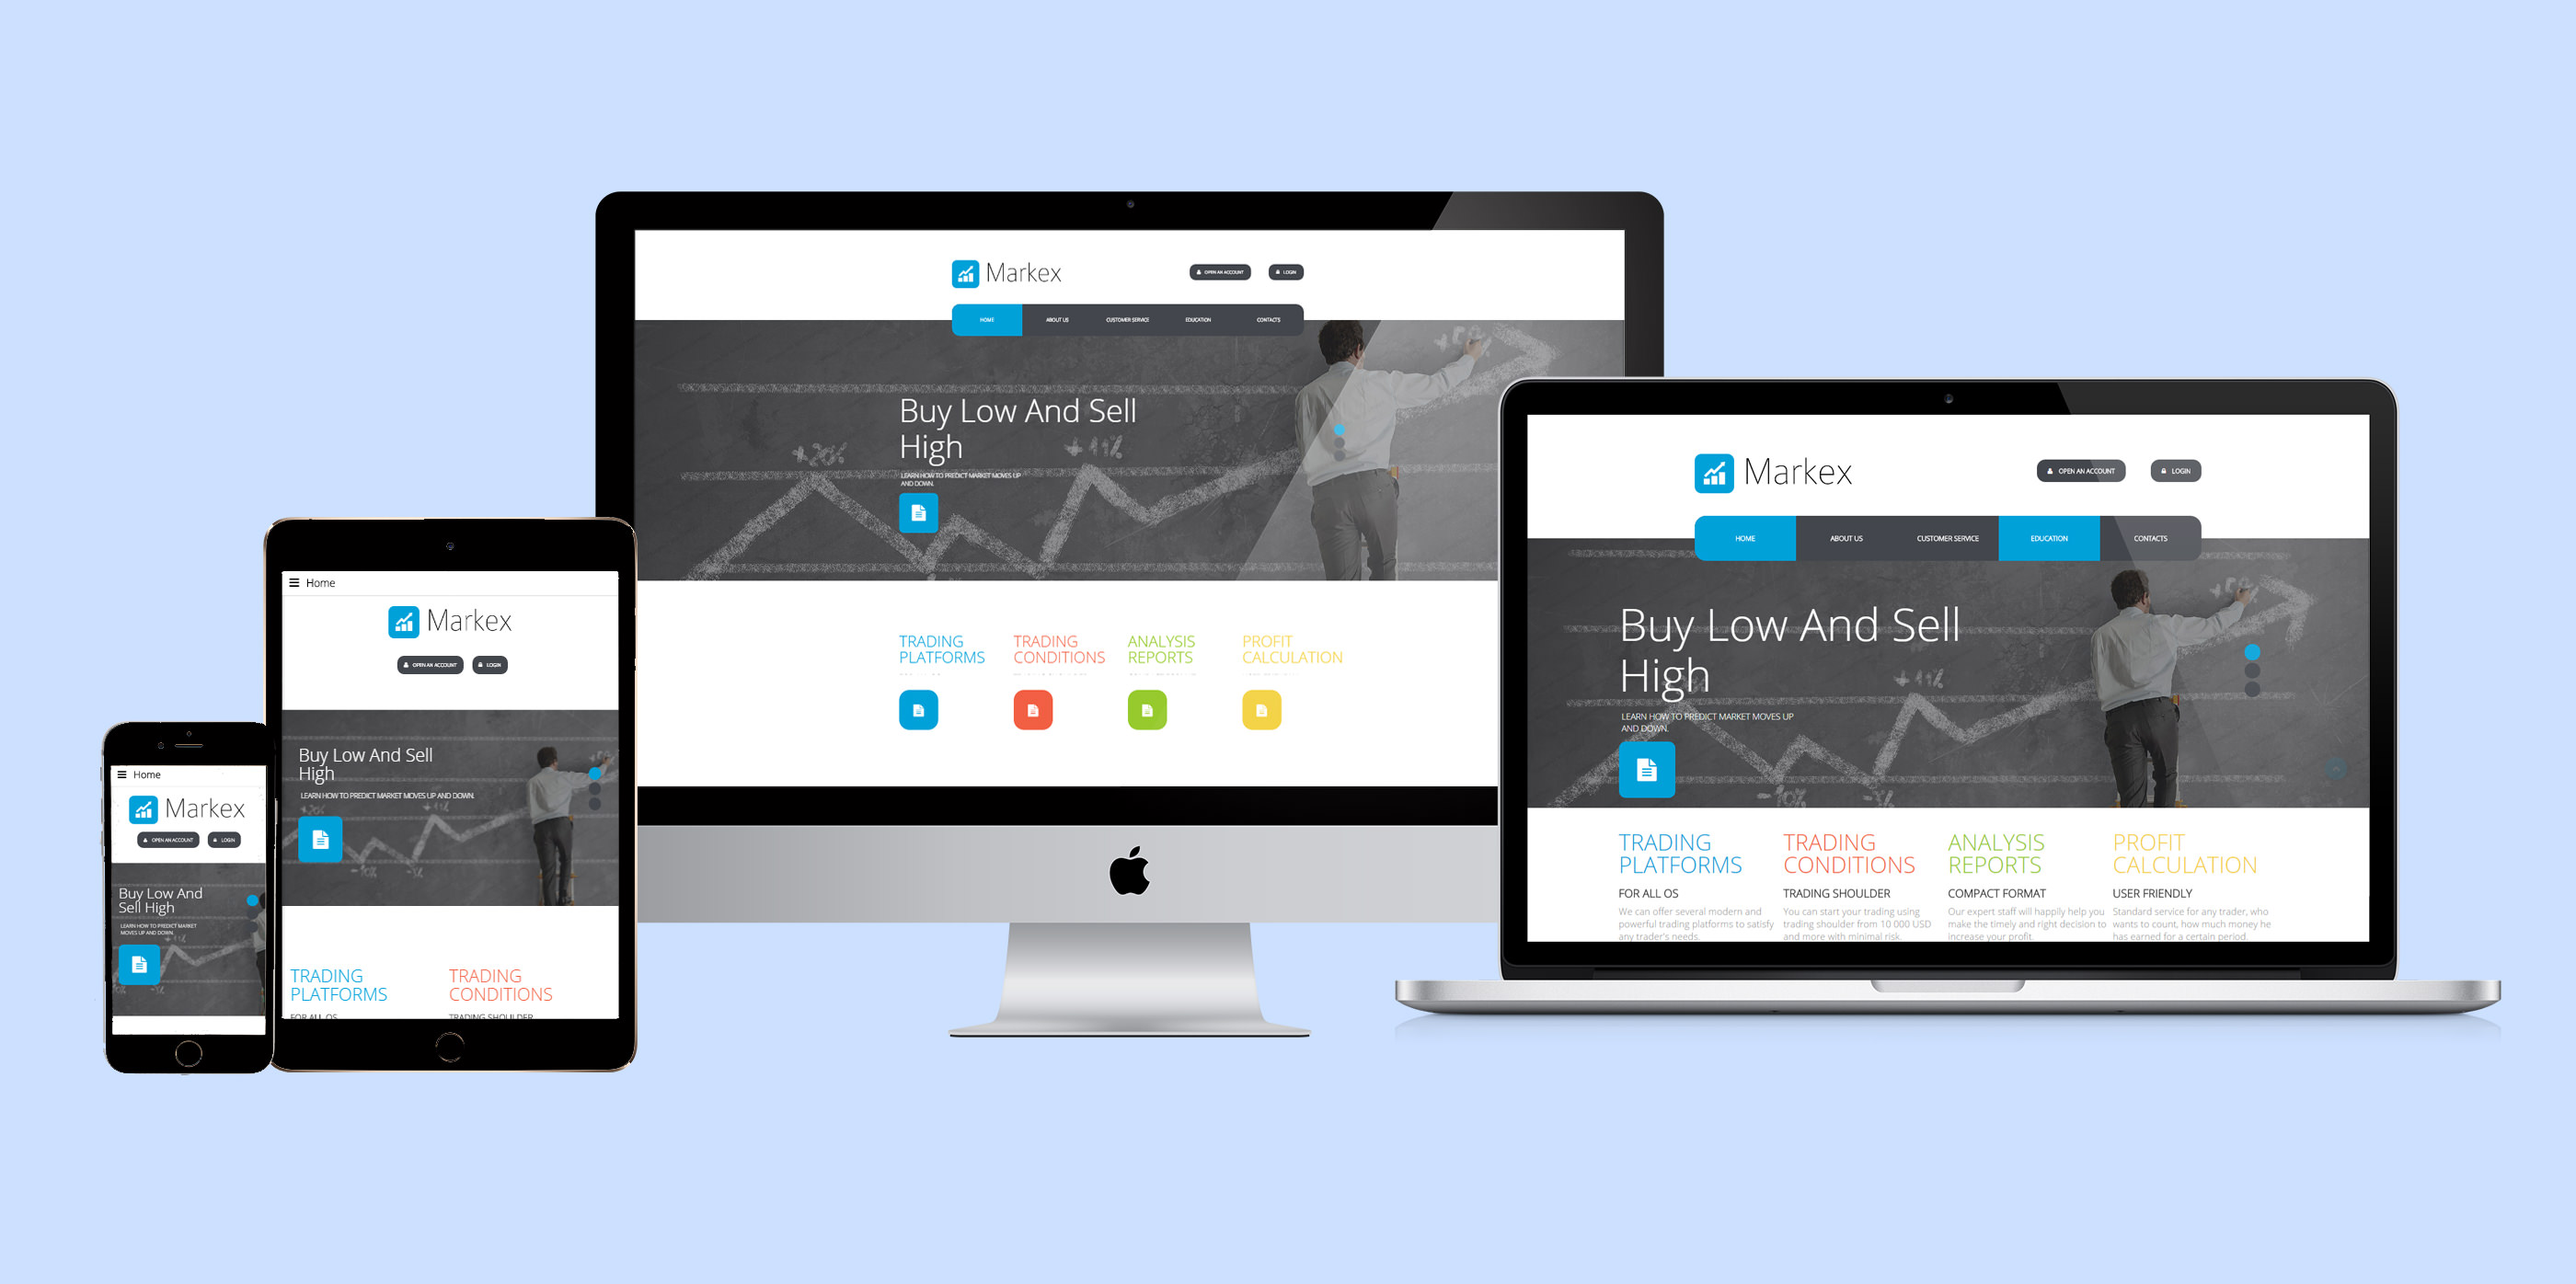 Markex
OPEN AN ACCOUNT
LOGIN
HOME
ABOUT US
CUSTOMER SERVICE
EDUCATION
CONTACTS
+20%
+11%
Buy Low And Sell
High
LEARN HOW TO PREDICT MARKET MOVES UP
AND DOWN.
TRADING
PLATFORMS
TRADING
CONDITIONS
ANALYSIS
REPORTS
PROFIT
CALCULATION
Markex
OPEN AN ACCOUNT
LOGIN
HOME
ABOUT US
CUSTOMER SERVICE
EDUCATION
CONTACTS
Buy Low And Sell
High
+11%
LEARN HOW TO PREDICT MARKET MOVES UP
AND DOWN.
TRADING
PLATFORMS
FOR ALL OS
We can offer several modern and
powerful trading platforms to satisfy
any trader's needs.
TRADING
CONDITIONS
TRADING SHOULDER
You can start your trading using
trading shoulder from 10 000 USD
and more with minimal risk.
ANALYSIS
REPORTS
COMPACT FORMAT
Our expert staff will happily help you
make the timely and right decision to
increase your profit.
PROFIT
CALCULATION
USER FRIENDLY
Standard service for any trader, who
wants to count, how much money he
has earned for a certain period.
Home
Markex
OPEN AN ACCOUNT
LOGIN
Buy Low And Sell
High
LEARN HOW TO PREDICT MARKET MOVES UP AND DOWN.
TRADING
PLATFORMS
FOR ALL OS
TRADING
CONDITIONS
TRADING SHOULDER
Home
Markex
OPEN AN ACCOUNT
LOGIN
Buy Low And
Sell High
LEARN HOW TO PREDICT MARKET
MOVES UP AND DOWN.